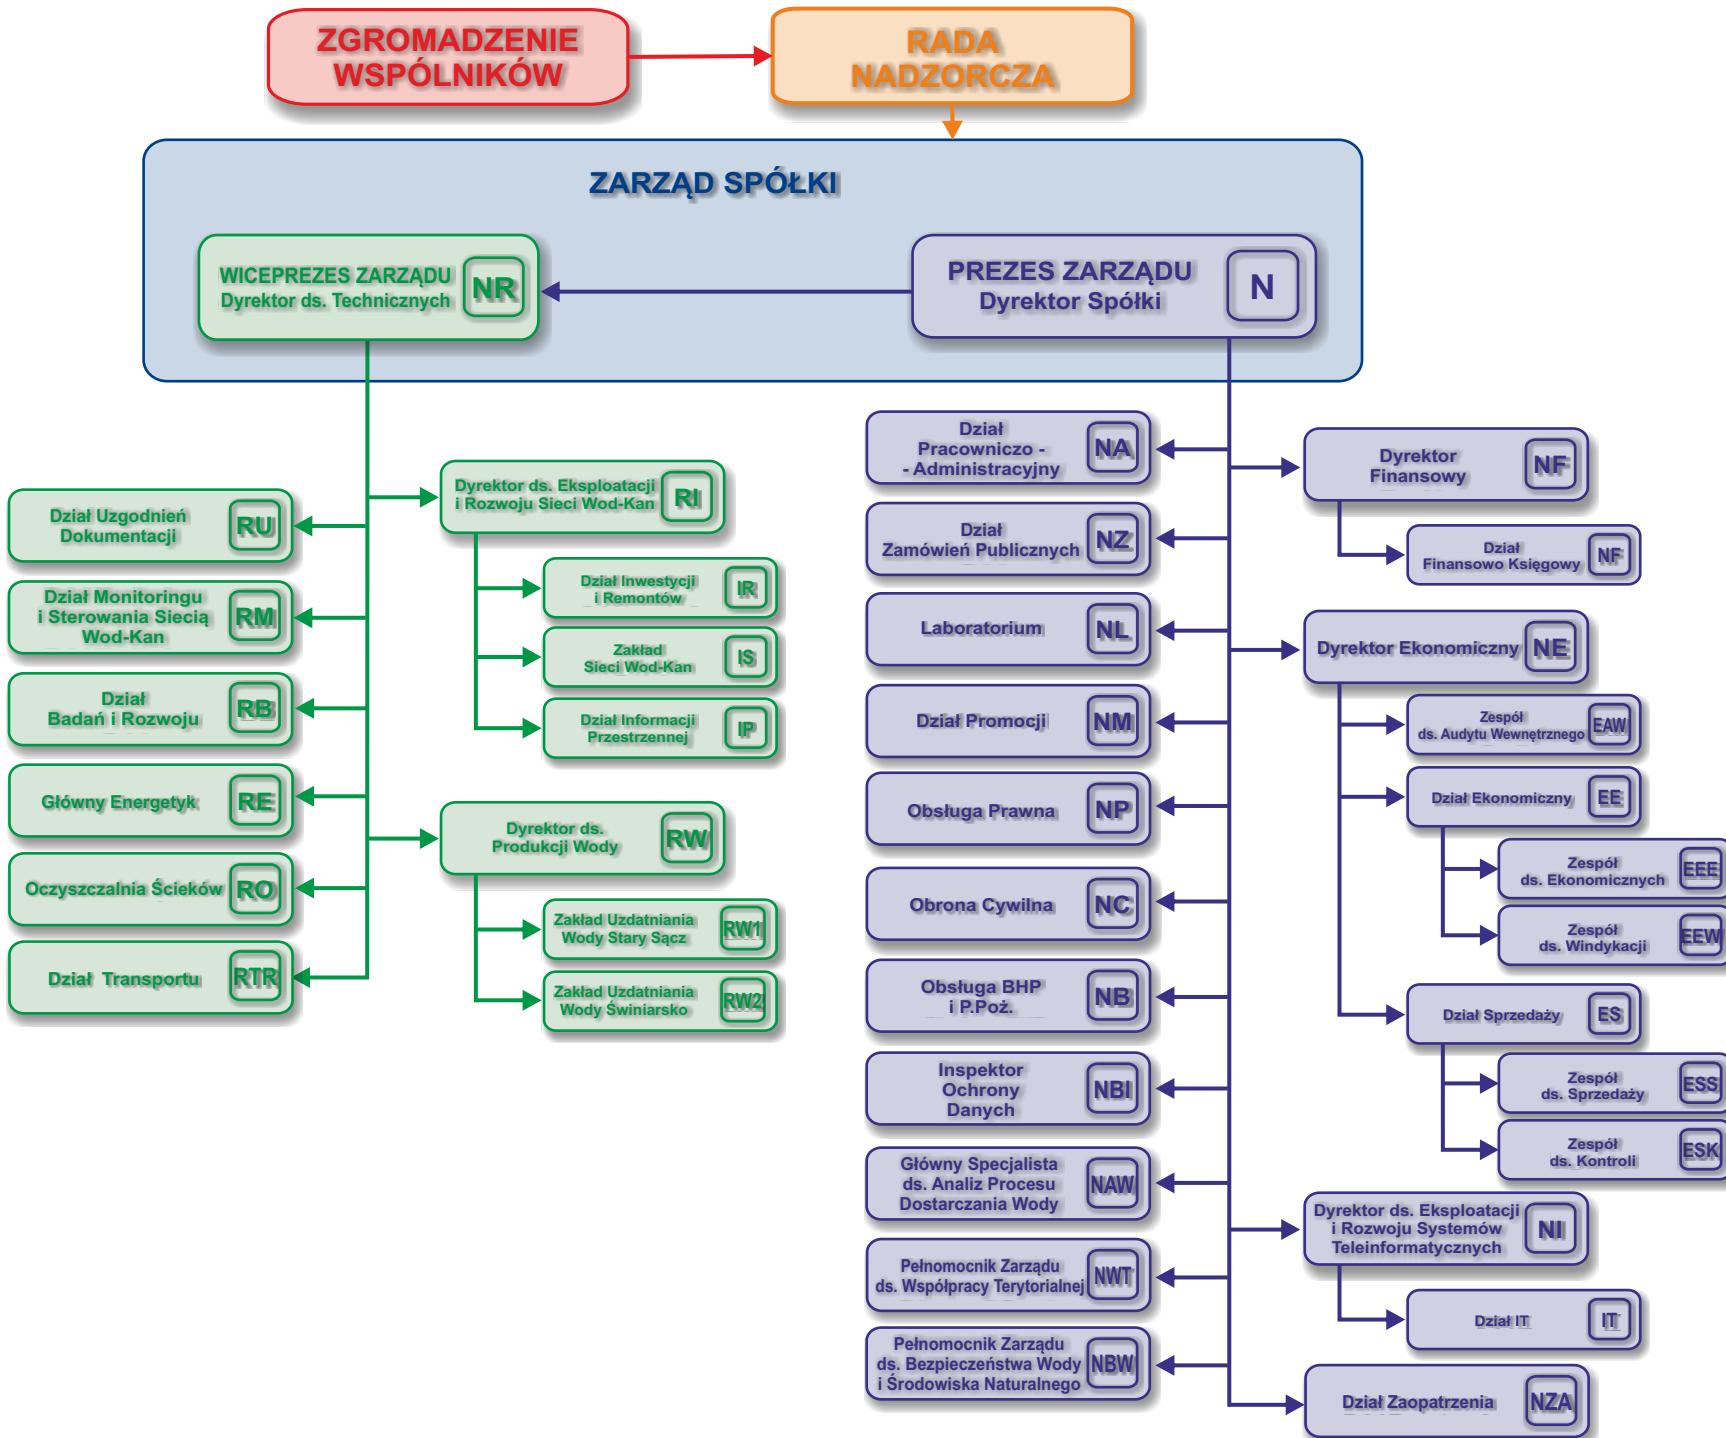 ZGROMADZENIE
WSPÓLNIKÓW
RADA
NADZORCZA
ZARZĄD SPÓŁKI
WICEPREZES ZARZĄDU
Dyrektor ds. Technicznych
NR
PREZES ZARZĄDU
Dyrektor Spółki
N
Dział Uzgodnień
Dokumentacji
RU
Dział Monitoringu
i Sterowania Siecią
Wod-Kan
RM
Dział
Badań i Rozwoju
RB
Główny Energetyk
RE
Oczyszczalnia Ścieków
RO
Dział Transportu
RTR
Dyrektor ds. Eksploatacji
i Rozwoju Sieci Wod-Kan
RI
Dział Inwestycji
i Remontów
IR
Zakład
Sieci Wod-Kan
IS
Dział Informacji
Przestrzennej
IP
Dyrektor ds.
Produkcji Wody
RW
Zakład Uzdatniania
Wody Stary Sącz
RW1
Zakład Uzdatniania
Wody Świniarsko
RW2
Dział
Pracowniczo -
- Administracyjny
NA
Dział
Zamówień Publicznych
NZ
Laboratorium
NL
Dział Promocji
NM
Obsługa Prawna
NP
Obrona Cywilna
NC
Obsługa BHP
i P.Poż.
NB
Inspektor
Ochrony
Danych
NBI
Główny Specjalista
ds. Analiz Procesu
Dostarczania Wody
NAW
Pełnomocnik Zarządu
ds. Współpracy Terytorialnej
NWT
Pełnomocnik Zarządu
ds. Bezpieczeństwa Wody
i Środowiska Naturalnego
NBW
Dyrektor
Finansowy
NF
Dział
Finansowo Księgowy
NF
Dyrektor Ekonomiczny
NE
Zespół
ds. Audytu Wewnętrznego
EAW
Dział Ekonomiczny
EE
Zespół
ds. Ekonomicznych
EEE
Zespół
ds. Windykacji
EEW
Dział Sprzedaży
ES
Zespół
ds. Sprzedaży
ESS
Zespół
ds. Kontroli
ESK
Dyrektor ds. Eksploatacji
i Rozwoju Systemów
Teleinformatycznych
NI
Dział IT
IT
Dział Zaopatrzenia
NZA